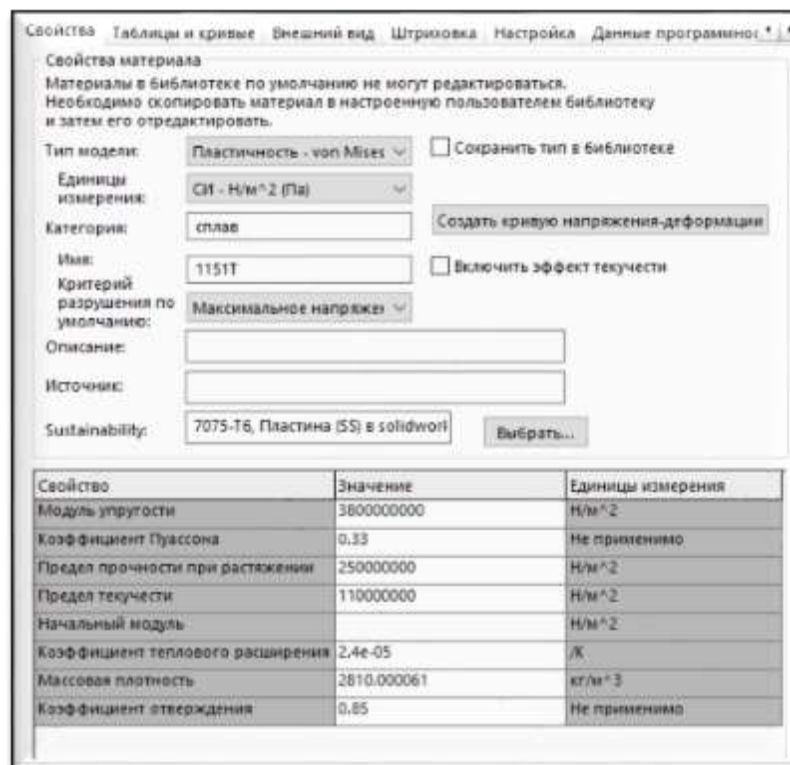 Свойства Таблицы и кривые Внешний вид Штриховка Настройка Данные программнос
Свойства материала
Материалы в библиотеке по умолчанию не могут редактироваться.
Необходимо скопировать материал в настроенную пользователем библиотеку
и затем его отредактировать.
Тип модели: Пластичность - von Mises Сохранить тип в библиотеке
Единицы
измерения: СИ - Н/м^2 (Па)
Категория: сплав Создать кривую напряжения-деформации
Имя: 1151Т Включить эффект текучести
Критерий
разрушения по
умолчанию: Максимальное напряжен
Описание:
Источник:
Sustainability: 7075-T6, Пластина (SS) в solidworl Выбрать...
Свойство Значение Единицы измерения
Модуль упругости 3800000000 Н/м^2
Коэффициент Пуассона 0.33 Не применимо
Предел прочности при растяжении 250000000 Н/м^2
Предел текучести 110000000 Н/м^2
Начальный модуль Н/м^2
Коэффициент теплового расширения 2.4e-05 /K
Массовая плотность 2810.000061 кг/м^3
Коэффициент отверждения 0.85 Не применимо